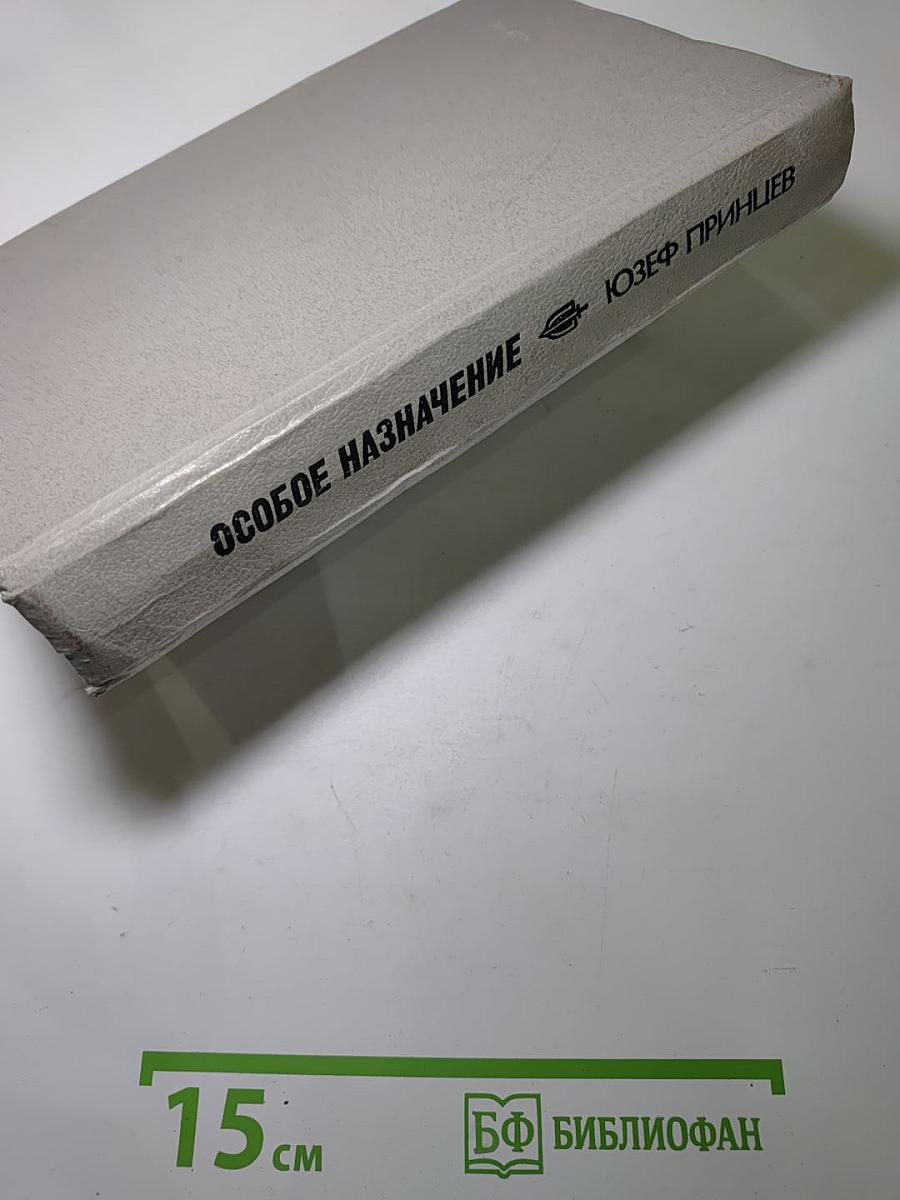 ОСОБОЕ НАЗНАЧЕНИЕ ЮЗЕФ ПРИНЦЕВ
15 см
БФ БИБЛИОФАН